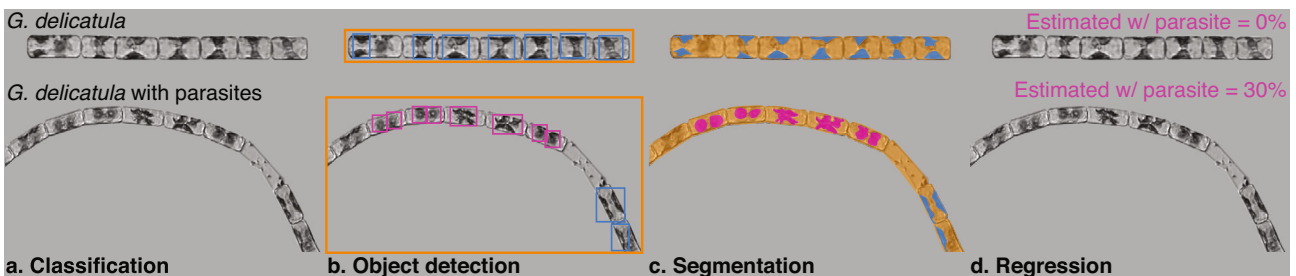 G. delicatula
Estimated w/ parasite = 0%
G. delicatula with parasites
Estimated w/ parasite = 30%
a. Classification
b. Object detection
c. Segmentation
d. Regression